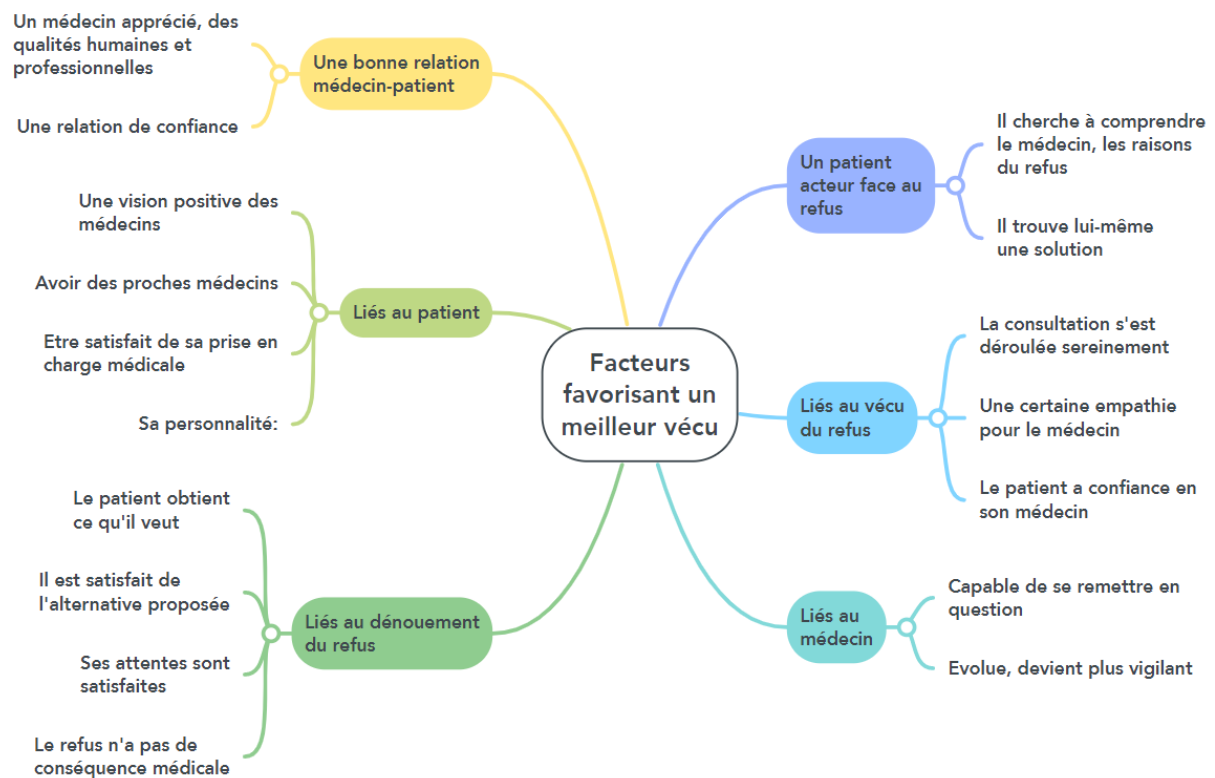 Facteurs
favorisant un
meilleur vécu
Une bonne relation
médecin-patient
Un médecin apprécié, des
qualités humaines et
professionnelles
Une relation de confiance
Liés au patient
Une vision positive des
médecins
Avoir des proches médecins
Etre satisfait de sa prise en
charge médicale
Sa personnalité:
Liés au dénouement
du refus
Le patient obtient
ce qu'il veut
Il est satisfait de
l'alternative proposée
Ses attentes sont
satisfaites
Le refus n'a pas de
conséquence médicale
Un patient
acteur face au
refus
Il cherche à comprendre
le médecin, les raisons
du refus
Il trouve lui-même
une solution
Liés au vécu
du refus
La consultation s'est
déroulée sereinement
Une certaine empathie
pour le médecin
Le patient a confiance en
son médecin
Liés au
médecin
Capable de se remettre en
question
Evolue, devient plus vigilant